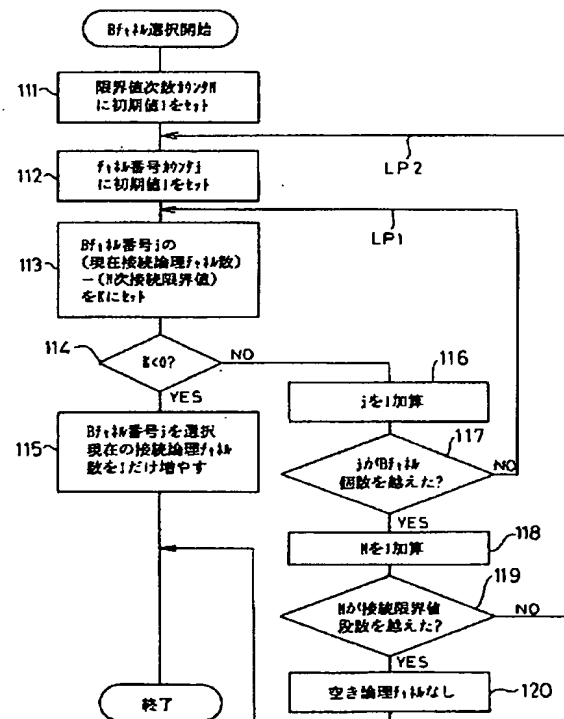 Bチャネル選択開始
111
限界値次数カウンタN
に初期値1をセット
LP2
112
チャネル番号カウンタj
に初期値1をセット
LP1
113
Bチャネル番号jの
(現在接続論理チャネル数)
-(N次接続限界値)
をKにセット
114
K<0?
NO
YES
115
Bチャネル番号jを選択
現在の接続論理チャネル
数を1だけ増やす
116
jを1加算
117
jがBチャネル
個数を越えた?
NO
YES
118
Nを1加算
119
Nが接続限界値
段数を越えた?
NO
YES
120
空き論理チャネルなし
終了